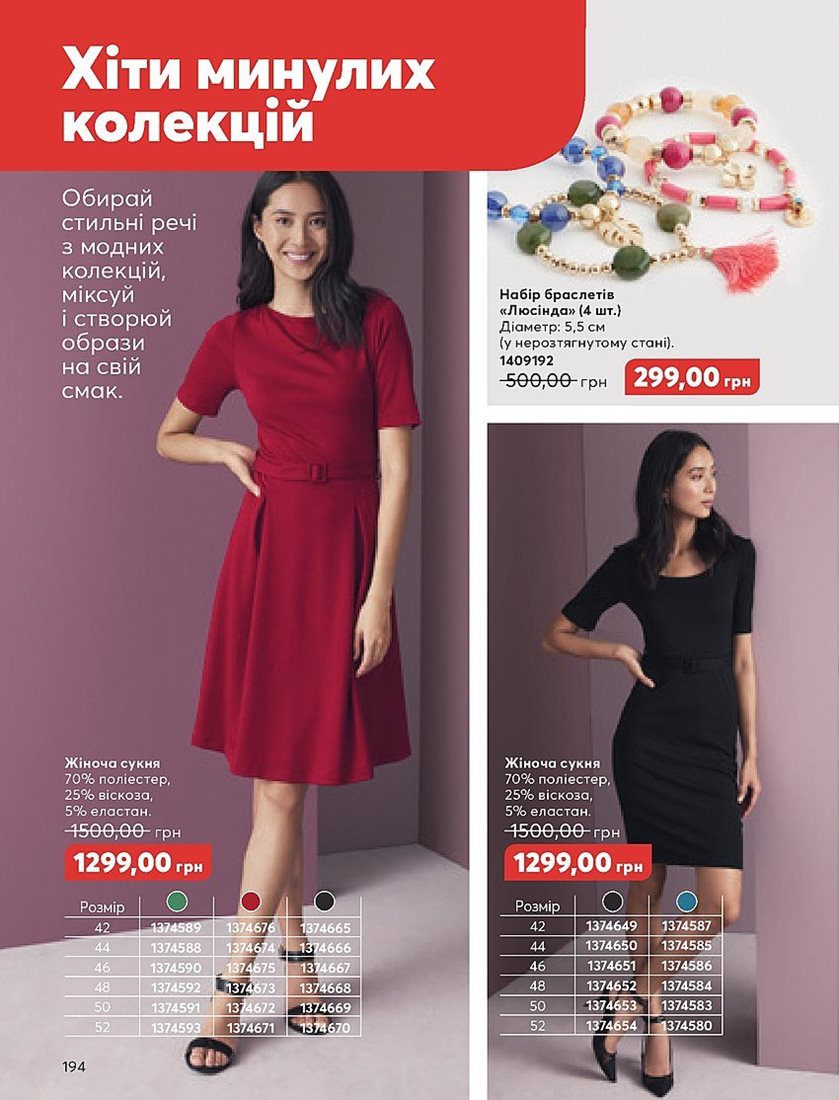 Хіти минулих
колекцій
Обирай
стильні речі
з модних
колекцій,
міксуй
і створюй
образи
на свій
смак.
Набір браслетів
«Люсінда» (4 шт.)
Діаметр: 5,5 см
(у нерозтягнутому стані).
1409192
500,00 грн
299,00 грн
Жіноча сукня
70% поліестер,
25% віскоза,
5% еластан.
1500,00 грн
1299,00 грн
Розмір
42 1374589 1374676 1374665
44 1374588 1374674 1374666
46 1374590 1374675 1374667
48 1374592 1374673 1374668
50 1374591 1374672 1374669
52 1374593 1374671 1374670
Жіноча сукня
70% поліестер,
25% віскоза,
5% еластан.
1500,00 грн
1299,00 грн
Розмір
42 1374649 1374587
44 1374650 1374585
46 1374651 1374586
48 1374652 1374584
50 1374653 1374583
52 1374654 1374580
194